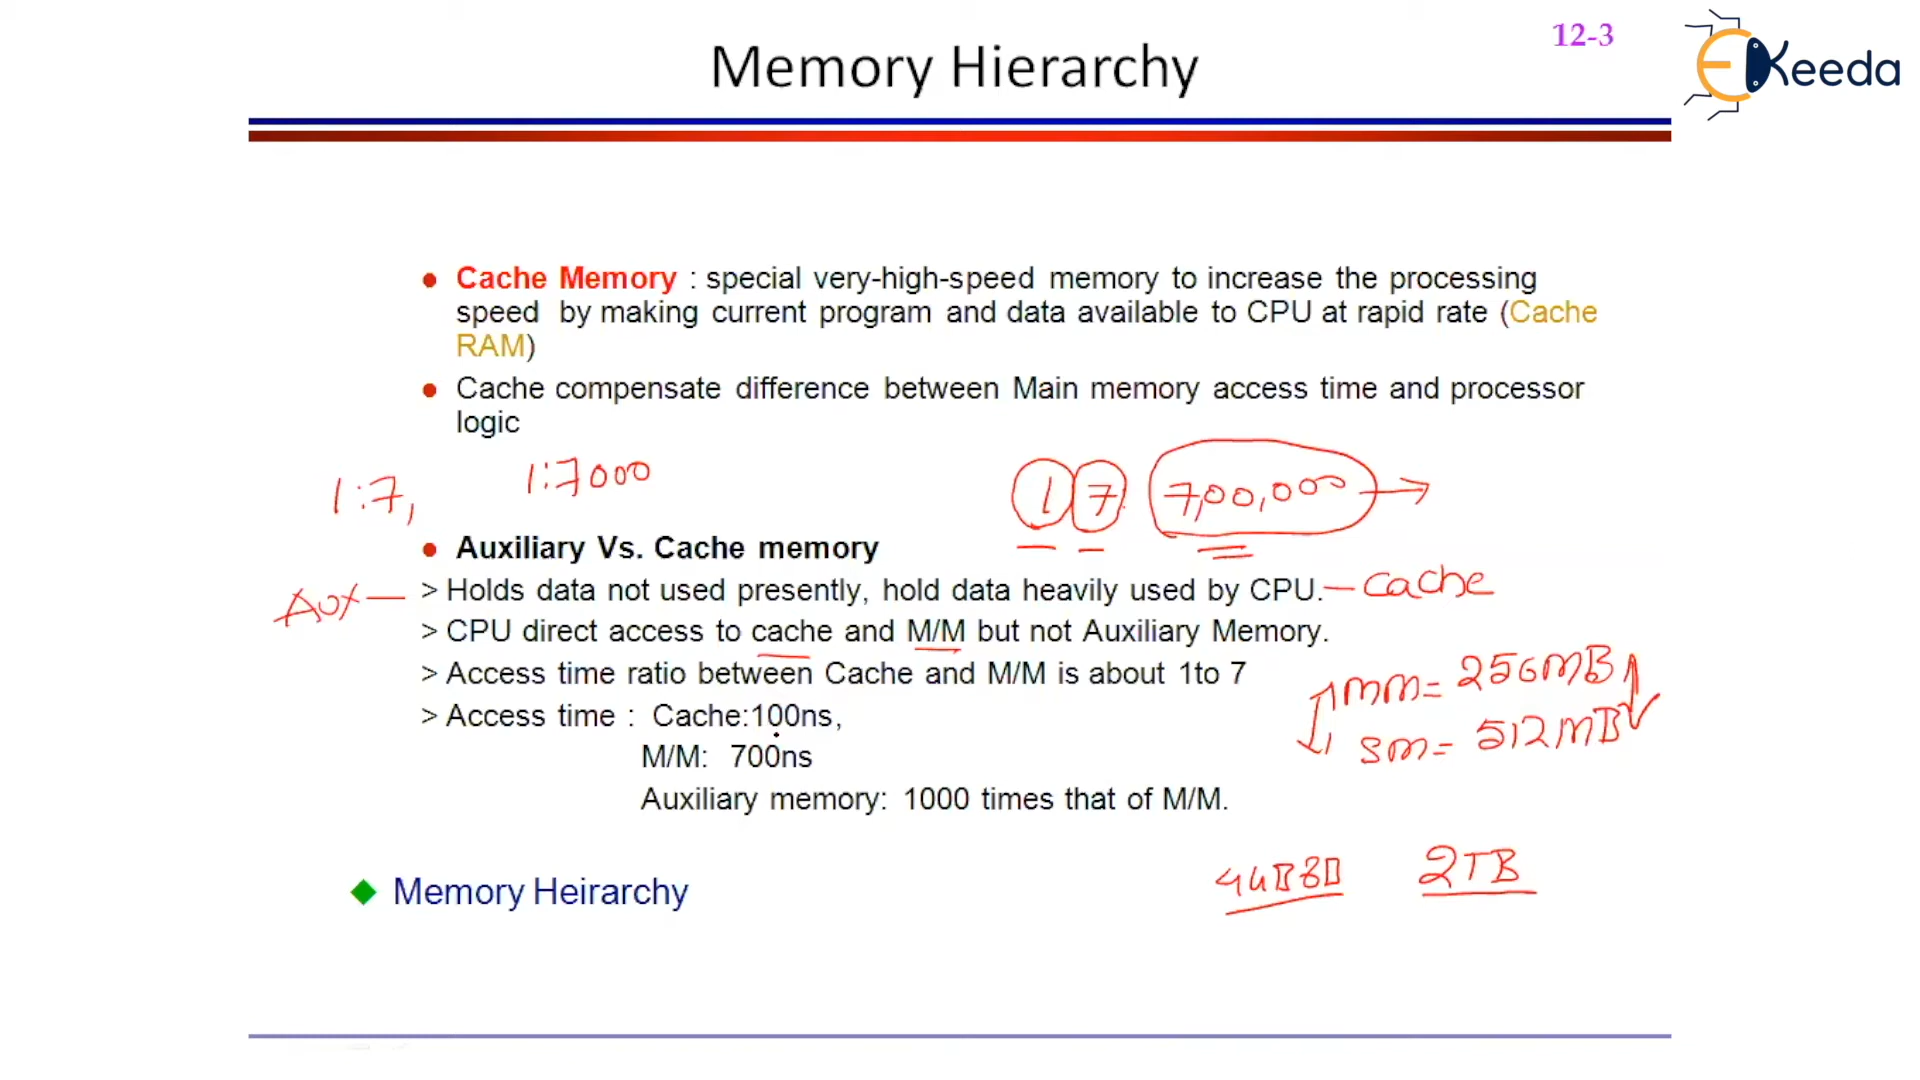 12-3
EKeeda
Memory Hierarchy
Cache Memory : special very-high-speed memory to increase the processing
speed by making current program and data available to CPU at rapid rate (Cache
RAM)
Cache compensate difference between Main memory access time and processor
logic
1:7, 1:7000
1 7 7,00,000
Auxiliary Vs. Cache memory
Aux — > Holds data not used presently, hold data heavily used by CPU. — cache
> CPU direct access to cache and M/M but not Auxiliary Memory.
> Access time ratio between Cache and M/M is about 1to 7
> Access time : Cache:100ns,
M/M: 700ns
Auxiliary memory: 1000 times that of M/M.
MM = 256MB
SM = 512MB
2TB
Memory Heirarchy